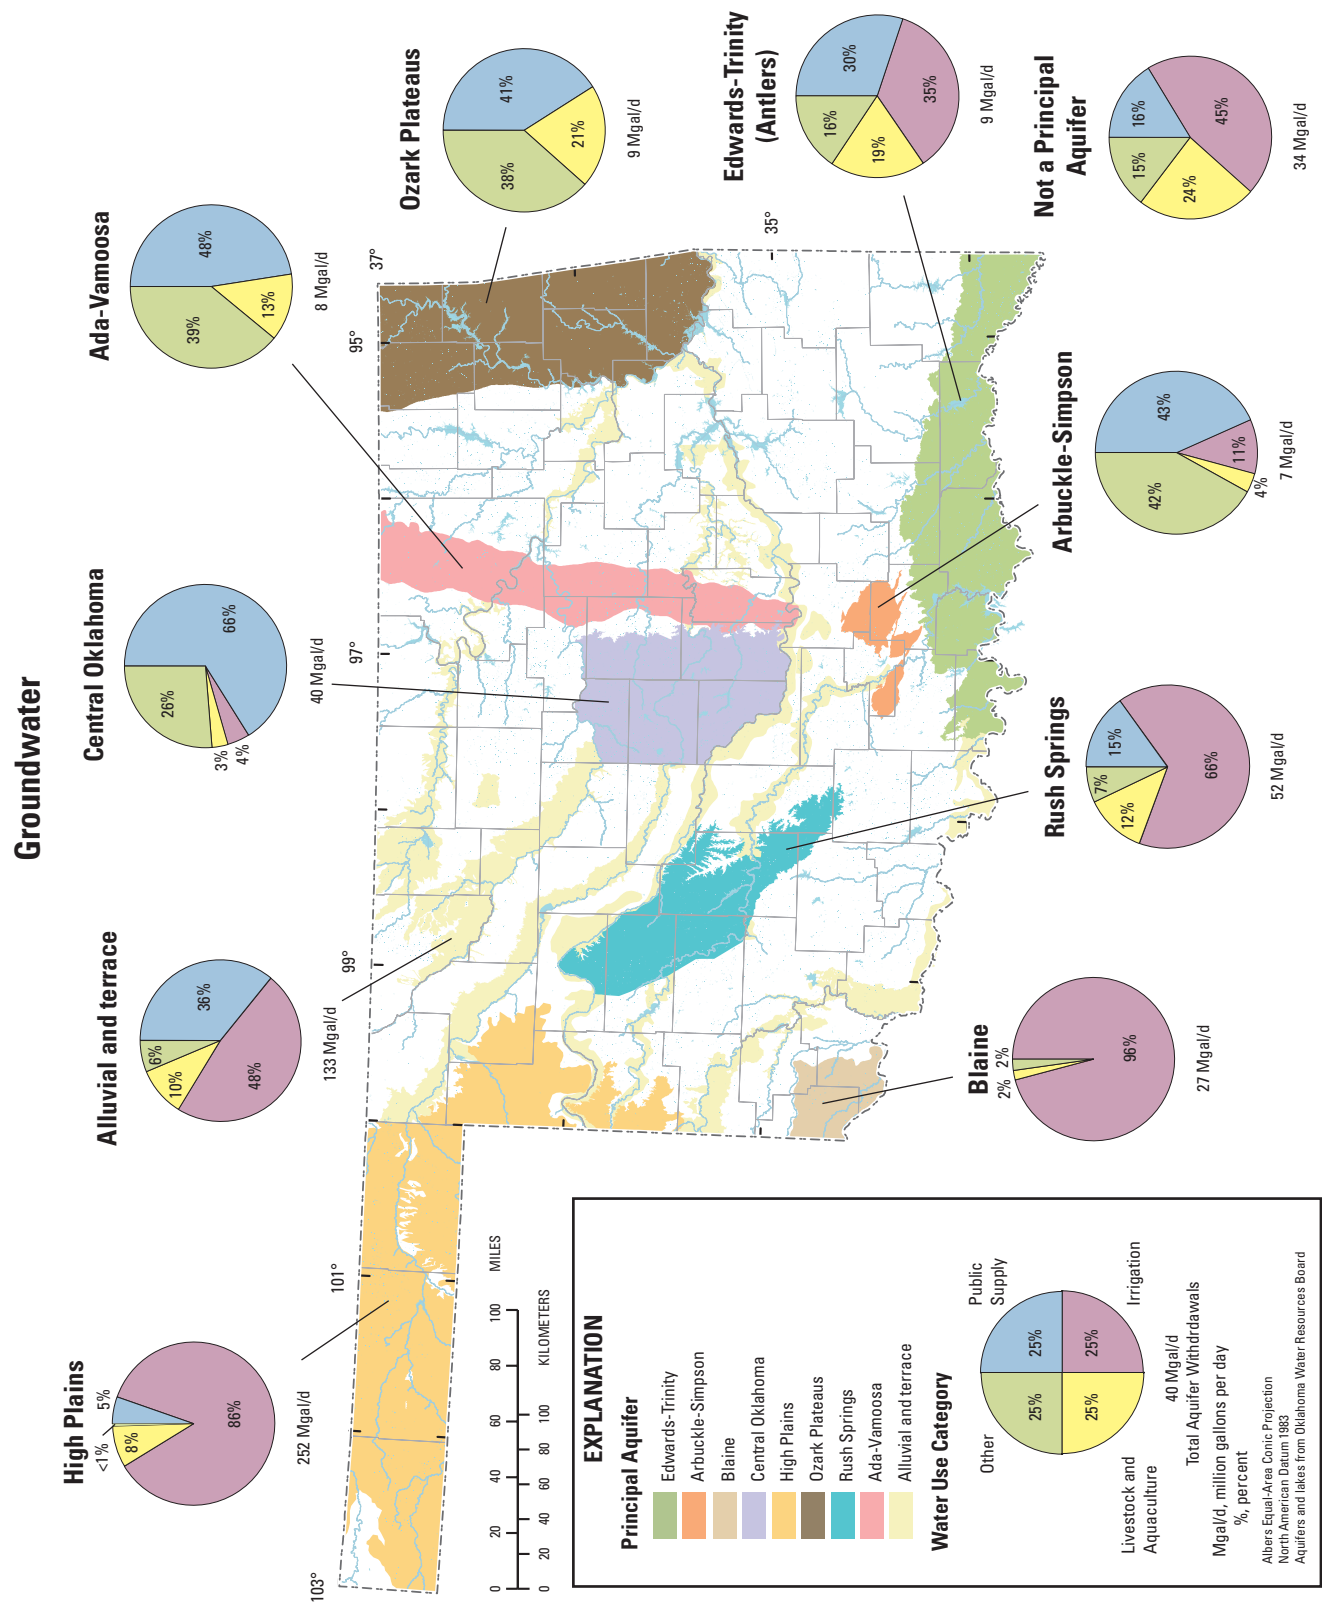 Groundwater
High Plains
<1%
5%
8%
86%
252 Mgal/d
Alluvial and terrace
6%
36%
10%
48%
133 Mgal/d
Central Oklahoma
26%
66%
3%
4%
40 Mgal/d
Ada-Vamoosa
39%
48%
13%
8 Mgal/d
Ozark Plateaus
38%
41%
21%
9 Mgal/d
Edwards-Trinity
(Antlers)
16%
30%
19%
35%
9 Mgal/d
Not a Principal
Aquifer
15%
16%
24%
45%
34 Mgal/d
Arbuckle-Simpson
42%
43%
4%
11%
7 Mgal/d
Rush Springs
7%
15%
12%
66%
52 Mgal/d
Blaine
2%
2%
96%
27 Mgal/d
103°
101°
99°
97°
95°
37°
35°
0 20 40 60 80 100 MILES
0 20 40 60 80 100 KILOMETERS
EXPLANATION
Principal Aquifer
Edwards-Trinity
Arbuckle-Simpson
Blaine
Central Oklahoma
High Plains
Ozark Plateaus
Rush Springs
Ada-Vamoosa
Alluvial and terrace
Water Use Category
Other
Public
Supply
25%
25%
25%
25%
Livestock and
Aquaculture
Irrigation
40 Mgal/d
Total Aquifer Withdrdawals
Mgal/d, million gallons per day
%, percent
Albers Equal-Area Conic Projection
North American Datum 1983
Aquifers and lakes from Oklahoma Water Resources Board